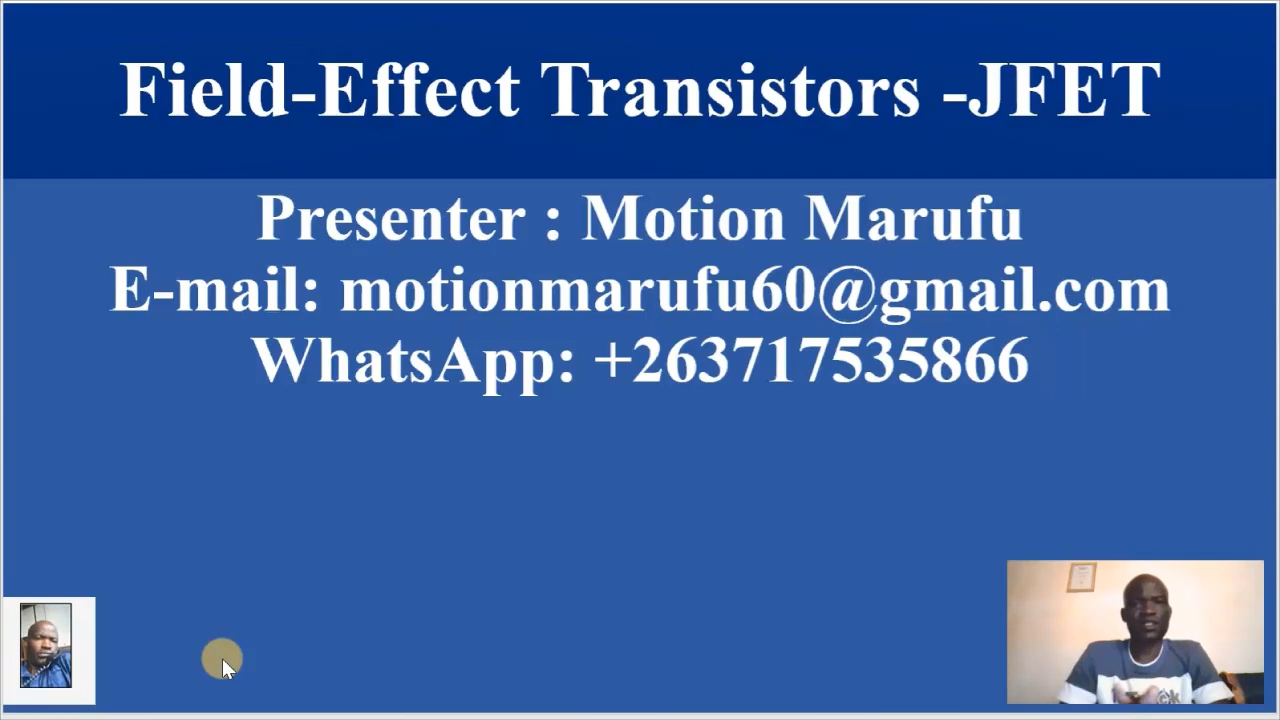 Field-Effect Transistors -JFET
Presenter : Motion Marufu
E-mail: motionmarufu60@gmail.com
WhatsApp: +263717535866